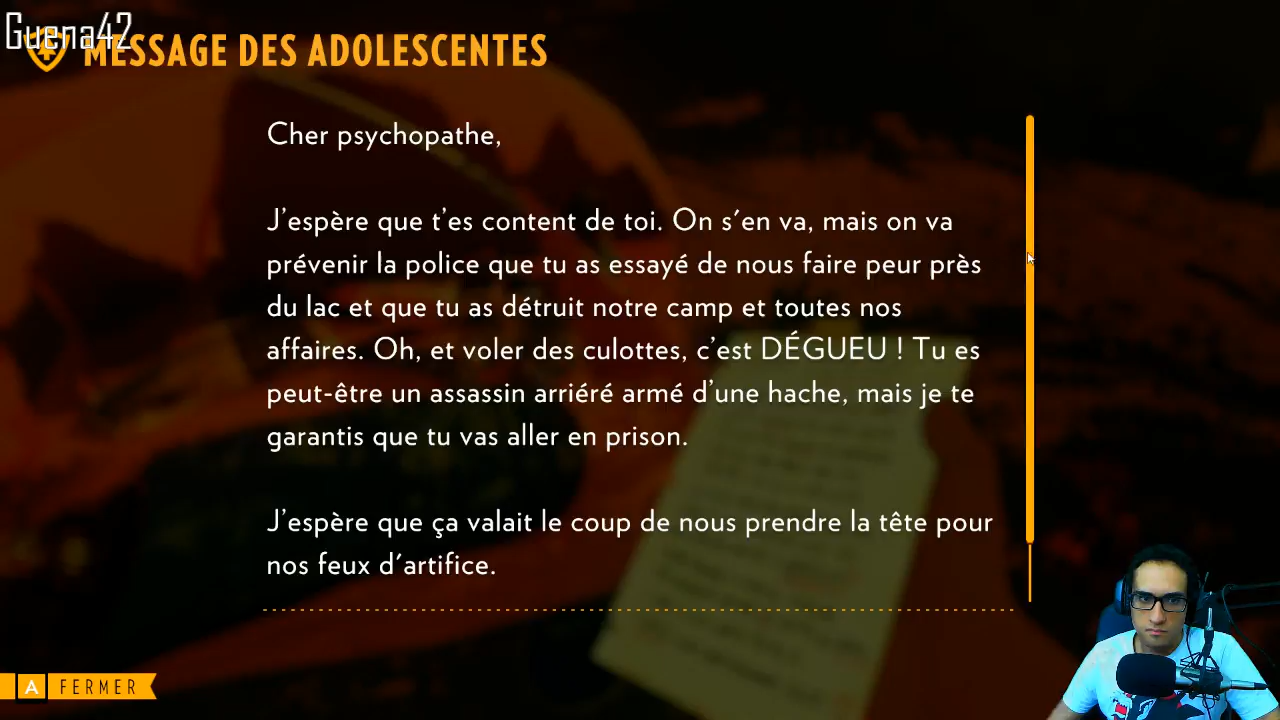 Guena42
MESSAGE DES ADOLESCENTES
Cher psychopathe,
J'espère que t'es content de toi. On s'en va, mais on va
prévenir la police que tu as essayé de nous faire peur près
du lac et que tu as détruit notre camp et toutes nos
affaires. Oh, et voler des culottes, c'est DÉGUEU ! Tu es
peut-être un assassin arriéré armé d'une hache, mais je te
garantis que tu vas aller en prison.
J'espère que ça valait le coup de nous prendre la tête pour
nos feux d'artifice.
A FERMER